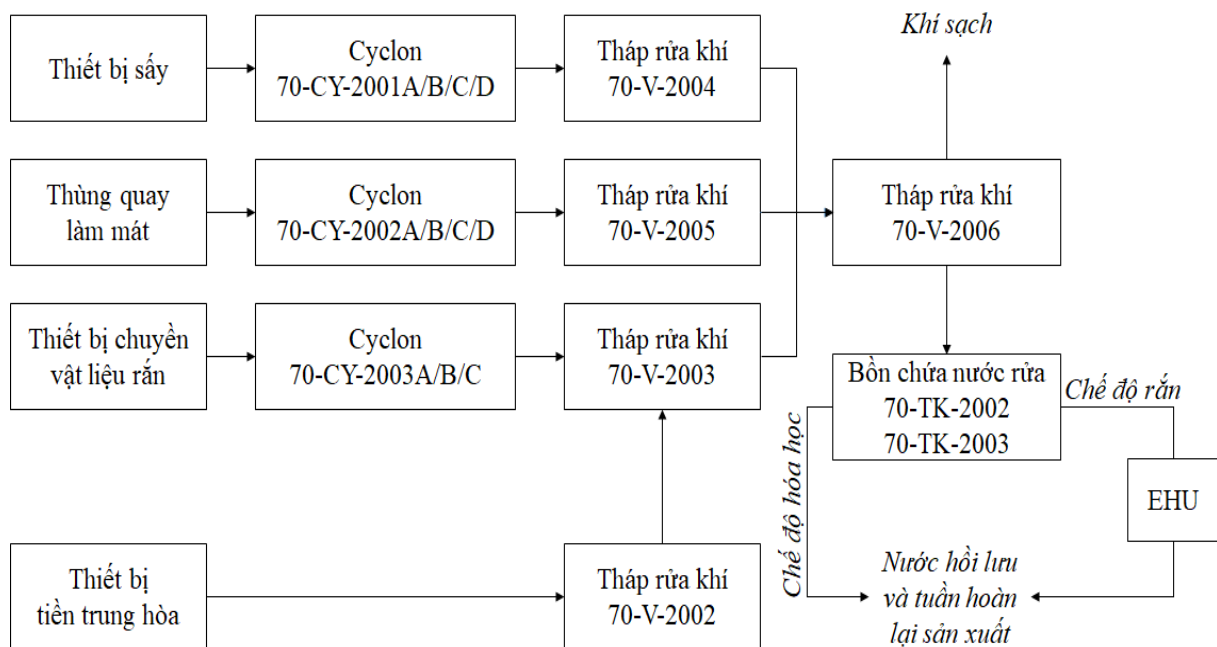 Thiết bị sấy
Cyclon
70-CY-2001A/B/C/D
Tháp rửa khí
70-V-2004
Khí sạch
Thùng quay
làm mát
Cyclon
70-CY-2002A/B/C/D
Tháp rửa khí
70-V-2005
Tháp rửa khí
70-V-2006
Thiết bị chuyền
vật liệu rắn
Cyclon
70-CY-2003A/B/C
Tháp rửa khí
70-V-2003
Bồn chứa nước rửa
70-TK-2002
70-TK-2003
Chế độ rắn
Chế độ hóa học
EHU
Thiết bị
tiền trung hòa
Tháp rửa khí
70-V-2002
Nước hồi lưu
và tuần hoàn
lại sản xuất